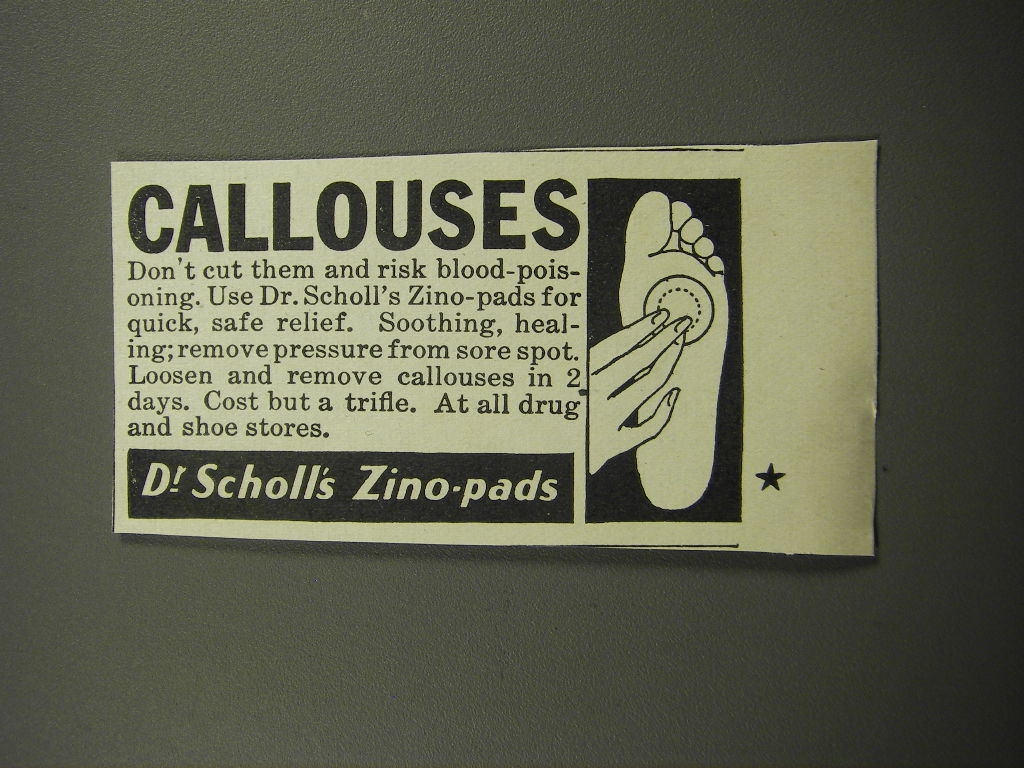 CALLOUSES
Don't cut them and risk blood-pois-
oning. Use Dr. Scholl's Zino-pads for
quick, safe relief. Soothing, heal-
ing; remove pressure from sore spot.
Loosen and remove callouses in 2
days. Cost but a trifle. At all drug
and shoe stores.
Dr Scholl's Zino-pads